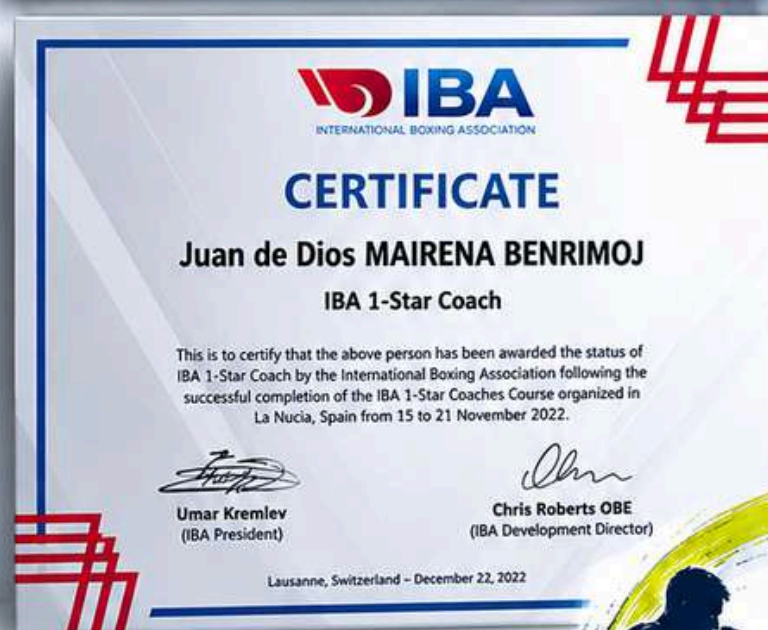 IBA
INTERNATIONAL BOXING ASSOCIATION
CERTIFICATE
Juan de Dios MAIRENA BENRIMOJ
IBA 1-Star Coach
This is to certify that the above person has been awarded the status of
IBA 1-Star Coach by the International Boxing Association following the
successful completion of the IBA 1-Star Coaches Course organized in
La Nucia, Spain from 15 to 21 November 2022.
Umar Kremlev
(IBA President)
Chris Roberts OBE
(IBA Development Director)
Lausanne, Switzerland – December 22, 2022